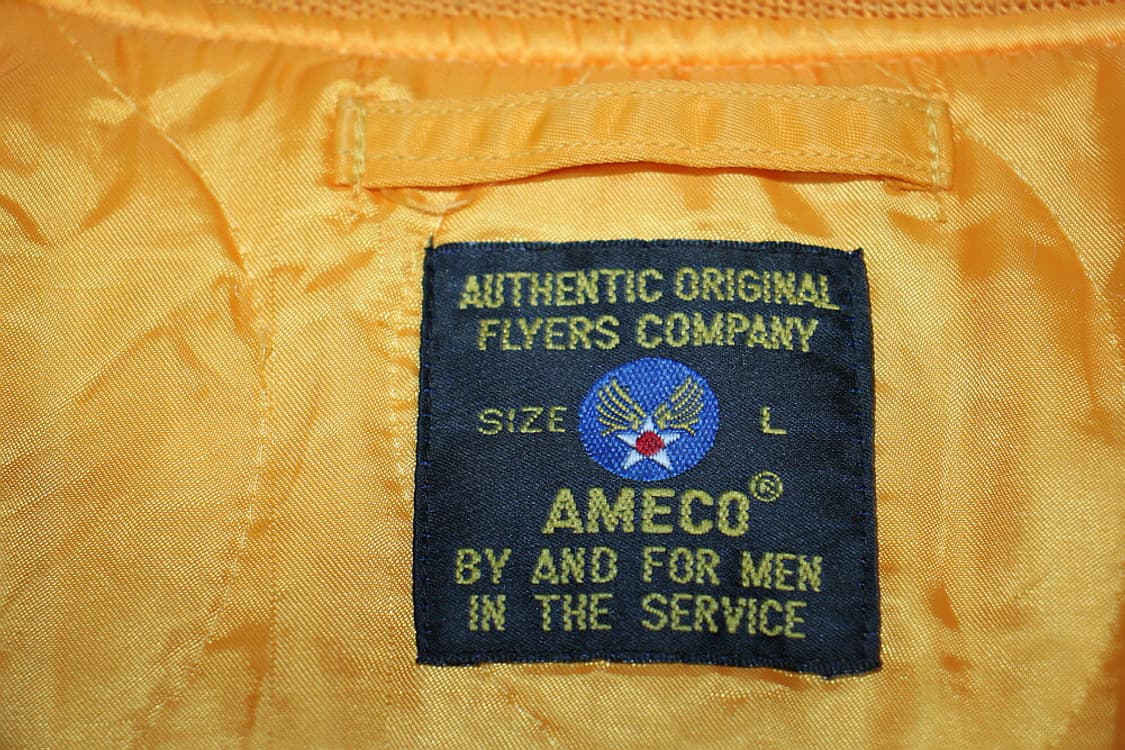 AUTHENTIC ORIGINAL
FLYERS COMPANY
SIZE L
AMECO®
BY AND FOR MEN
IN THE SERVICE